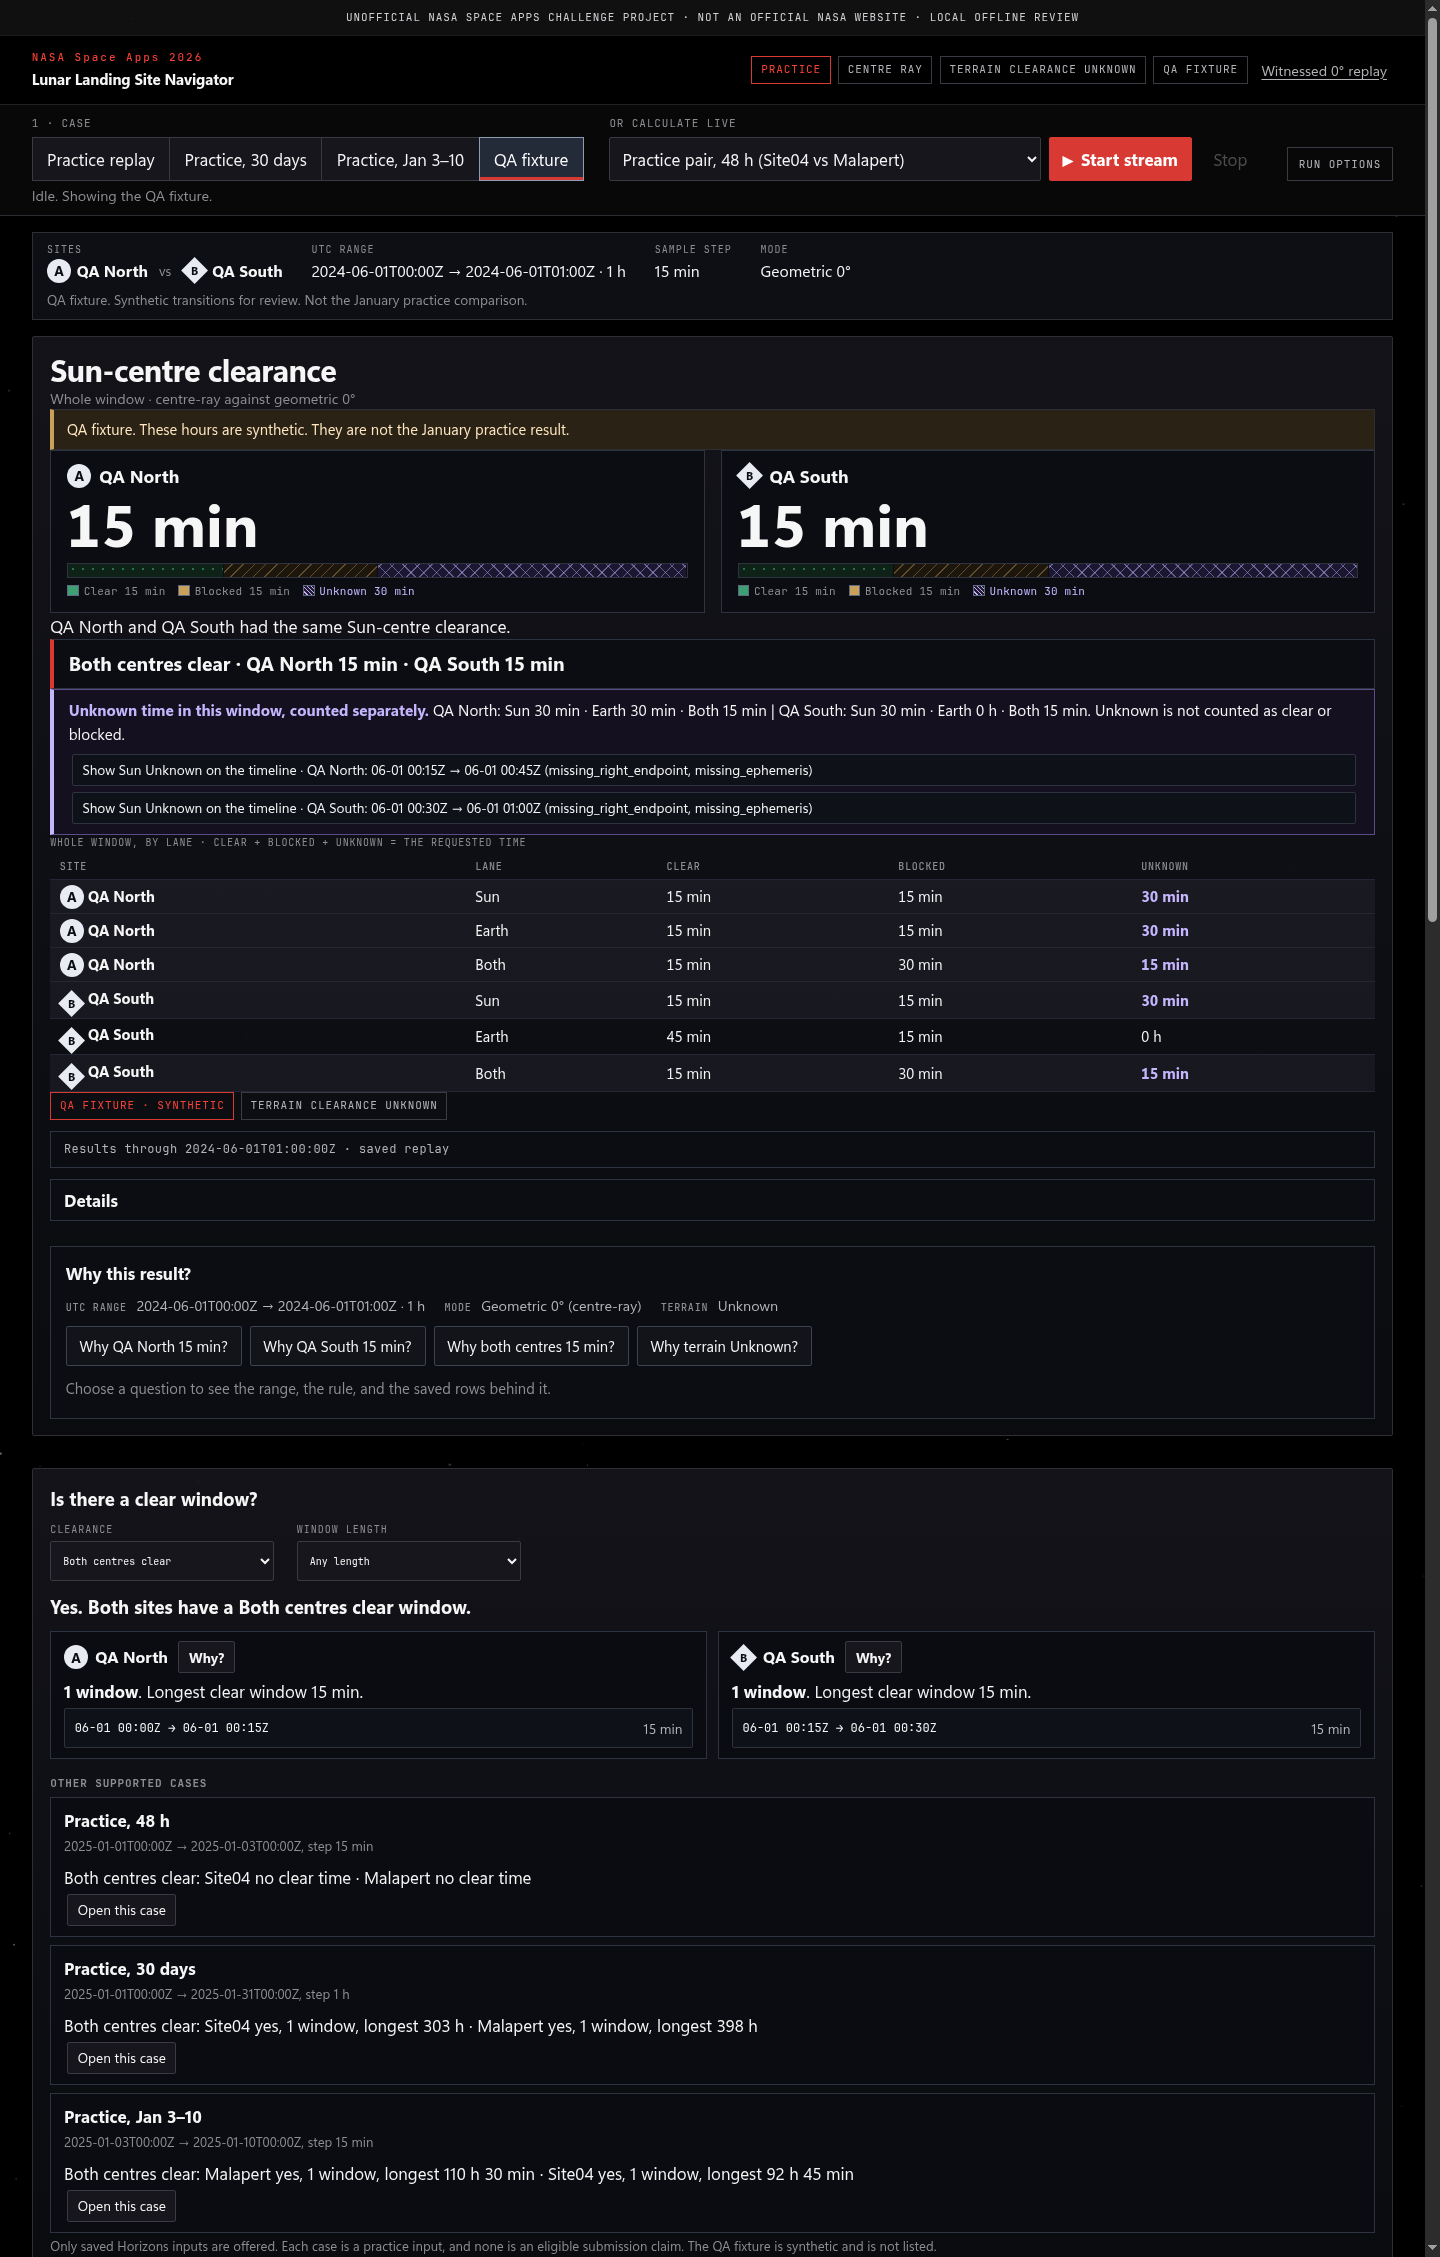 UNOFFICIAL NASA SPACE APPS CHALLENGE PROJECT · NOT AN OFFICIAL NASA WEBSITE · LOCAL OFFLINE REVIEW
NASA Space Apps 2026
Lunar Landing Site Navigator
PRACTICE
CENTRE RAY
TERRAIN CLEARANCE UNKNOWN
QA FIXTURE
Witnessed 0° replay
1 · CASE
Practice replay
Practice, 30 days
Practice, Jan 3–10
QA fixture
OR CALCULATE LIVE
Practice pair, 48 h (Site04 vs Malapert)
▶ Start stream
Stop
RUN OPTIONS
Idle. Showing the QA fixture.
SITES
A QA North vs B QA South
UTC RANGE
2024-06-01T00:00Z → 2024-06-01T01:00Z · 1 h
SAMPLE STEP
15 min
MODE
Geometric 0°
QA fixture. Synthetic transitions for review. Not the January practice comparison.
Sun-centre clearance
Whole window · centre-ray against geometric 0°
QA fixture. These hours are synthetic. They are not the January practice result.
A QA North
15 min
Clear 15 min Blocked 15 min Unknown 30 min
B QA South
15 min
Clear 15 min Blocked 15 min Unknown 30 min
QA North and QA South had the same Sun-centre clearance.
Both centres clear · QA North 15 min · QA South 15 min
Unknown time in this window, counted separately. QA North: Sun 30 min · Earth 30 min · Both 15 min | QA South: Sun 30 min · Earth 0 h · Both 15 min. Unknown is not counted as clear or
blocked.
Show Sun Unknown on the timeline · QA North: 06-01 00:15Z → 06-01 00:45Z (missing_right_endpoint, missing_ephemeris)
Show Sun Unknown on the timeline · QA South: 06-01 00:30Z → 06-01 01:00Z (missing_right_endpoint, missing_ephemeris)
WHOLE WINDOW, BY LANE · CLEAR + BLOCKED + UNKNOWN = THE REQUESTED TIME
SITE LANE CLEAR BLOCKED UNKNOWN
A QA North Sun 15 min 15 min 30 min
A QA North Earth 15 min 15 min 30 min
A QA North Both 15 min 30 min 15 min
B QA South Sun 15 min 15 min 30 min
B QA South Earth 45 min 15 min 0 h
B QA South Both 15 min 30 min 15 min
QA FIXTURE · SYNTHETIC
TERRAIN CLEARANCE UNKNOWN
Results through 2024-06-01T01:00:00Z · saved replay
Details
Why this result?
UTC RANGE 2024-06-01T00:00Z → 2024-06-01T01:00Z · 1 h MODE Geometric 0° (centre-ray) TERRAIN Unknown
Why QA North 15 min?
Why QA South 15 min?
Why both centres 15 min?
Why terrain Unknown?
Choose a question to see the range, the rule, and the saved rows behind it.
Is there a clear window?
CLEARANCE
Both centres clear
WINDOW LENGTH
Any length
Yes. Both sites have a Both centres clear window.
A QA North Why?
1 window. Longest clear window 15 min.
06-01 00:00Z → 06-01 00:15Z 15 min
B QA South Why?
1 window. Longest clear window 15 min.
06-01 00:15Z → 06-01 00:30Z 15 min
OTHER SUPPORTED CASES
Practice, 48 h
2025-01-01T00:00Z → 2025-01-03T00:00Z, step 15 min
Both centres clear: Site04 no clear time · Malapert no clear time
Open this case
Practice, 30 days
2025-01-01T00:00Z → 2025-01-31T00:00Z, step 1 h
Both centres clear: Site04 yes, 1 window, longest 303 h · Malapert yes, 1 window, longest 398 h
Open this case
Practice, Jan 3–10
2025-01-03T00:00Z → 2025-01-10T00:00Z, step 15 min
Both centres clear: Malapert yes, 1 window, longest 110 h 30 min · Site04 yes, 1 window, longest 92 h 45 min
Open this case
Only saved Horizons inputs are offered. Each case is a practice input, and none is an eligible submission claim. The QA fixture is synthetic and is not listed.